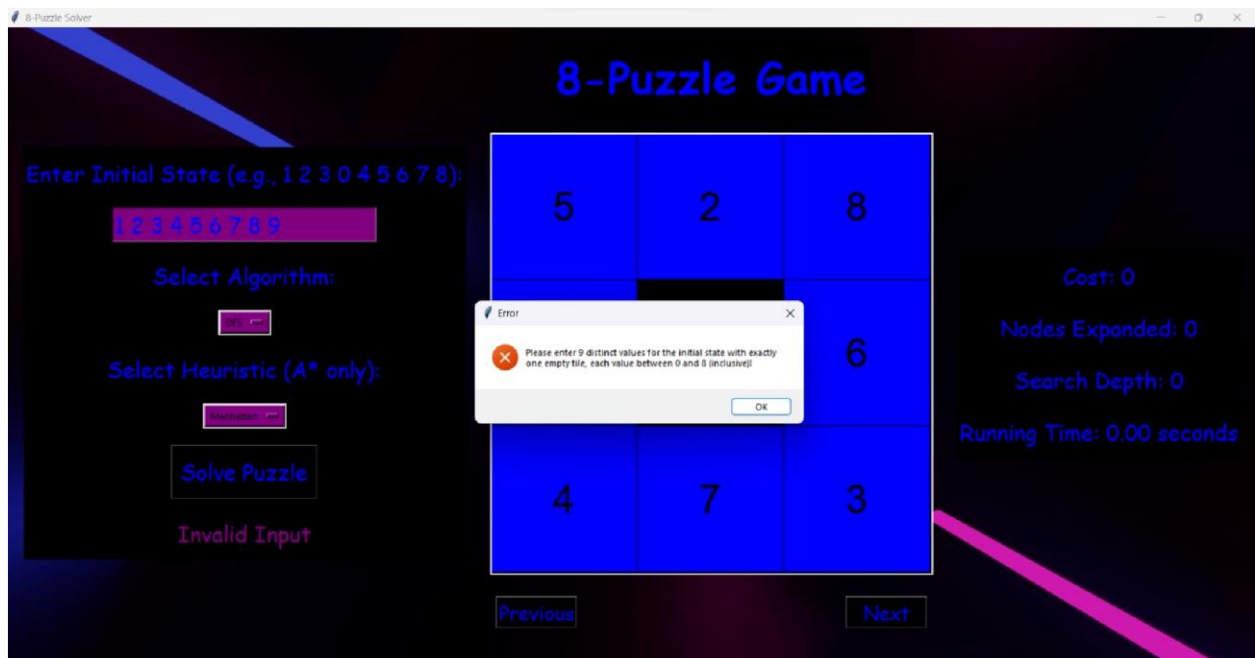 8-Puzzle Solver
8-Puzzle Game
Enter Initial State (e.g., 1 2 3 0 4 5 6 7 8):
1 2 3 4 5 6 7 8 9
Select Algorithm:
DFS
Select Heuristic (A* only):
Manhattan
Solve Puzzle
Invalid Input
5 2 8
6
4 7 3
Error
Please enter 9 distinct values for the initial state with exactly
one empty tile, each value between 0 and 8 (inclusive)!
OK
Previous
Next
Cost: 0
Nodes Expanded: 0
Search Depth: 0
Running Time: 0.00 seconds